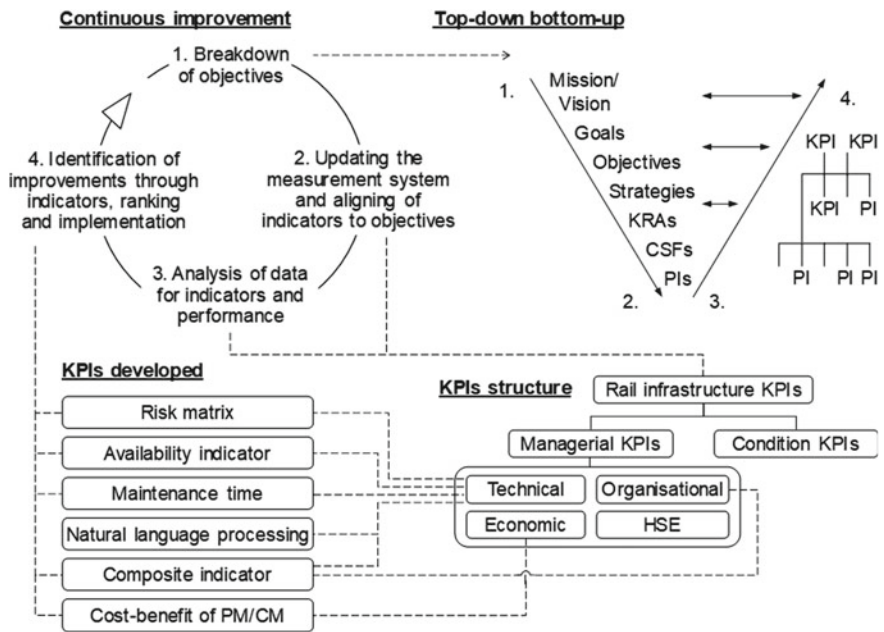 Continuous improvement
1. Breakdown
of objectives
2. Updating the
measurement system
and aligning of
indicators to objectives
3. Analysis of data
for indicators and
performance
4. Identification of
improvements through
indicators, ranking
and implementation
Top-down bottom-up
1.
Mission/
Vision
Goals
Objectives
Strategies
KRAs
CSFs
PIs
2.
3.
4.
KPI KPI
KPI PI
PI PI PI
KPIs developed
Risk matrix
Availability indicator
Maintenance time
Natural language processing
Composite indicator
Cost-benefit of PM/CM
KPIs structure
Rail infrastructure KPIs
Managerial KPIs
Condition KPIs
Technical
Organisational
Economic
HSE